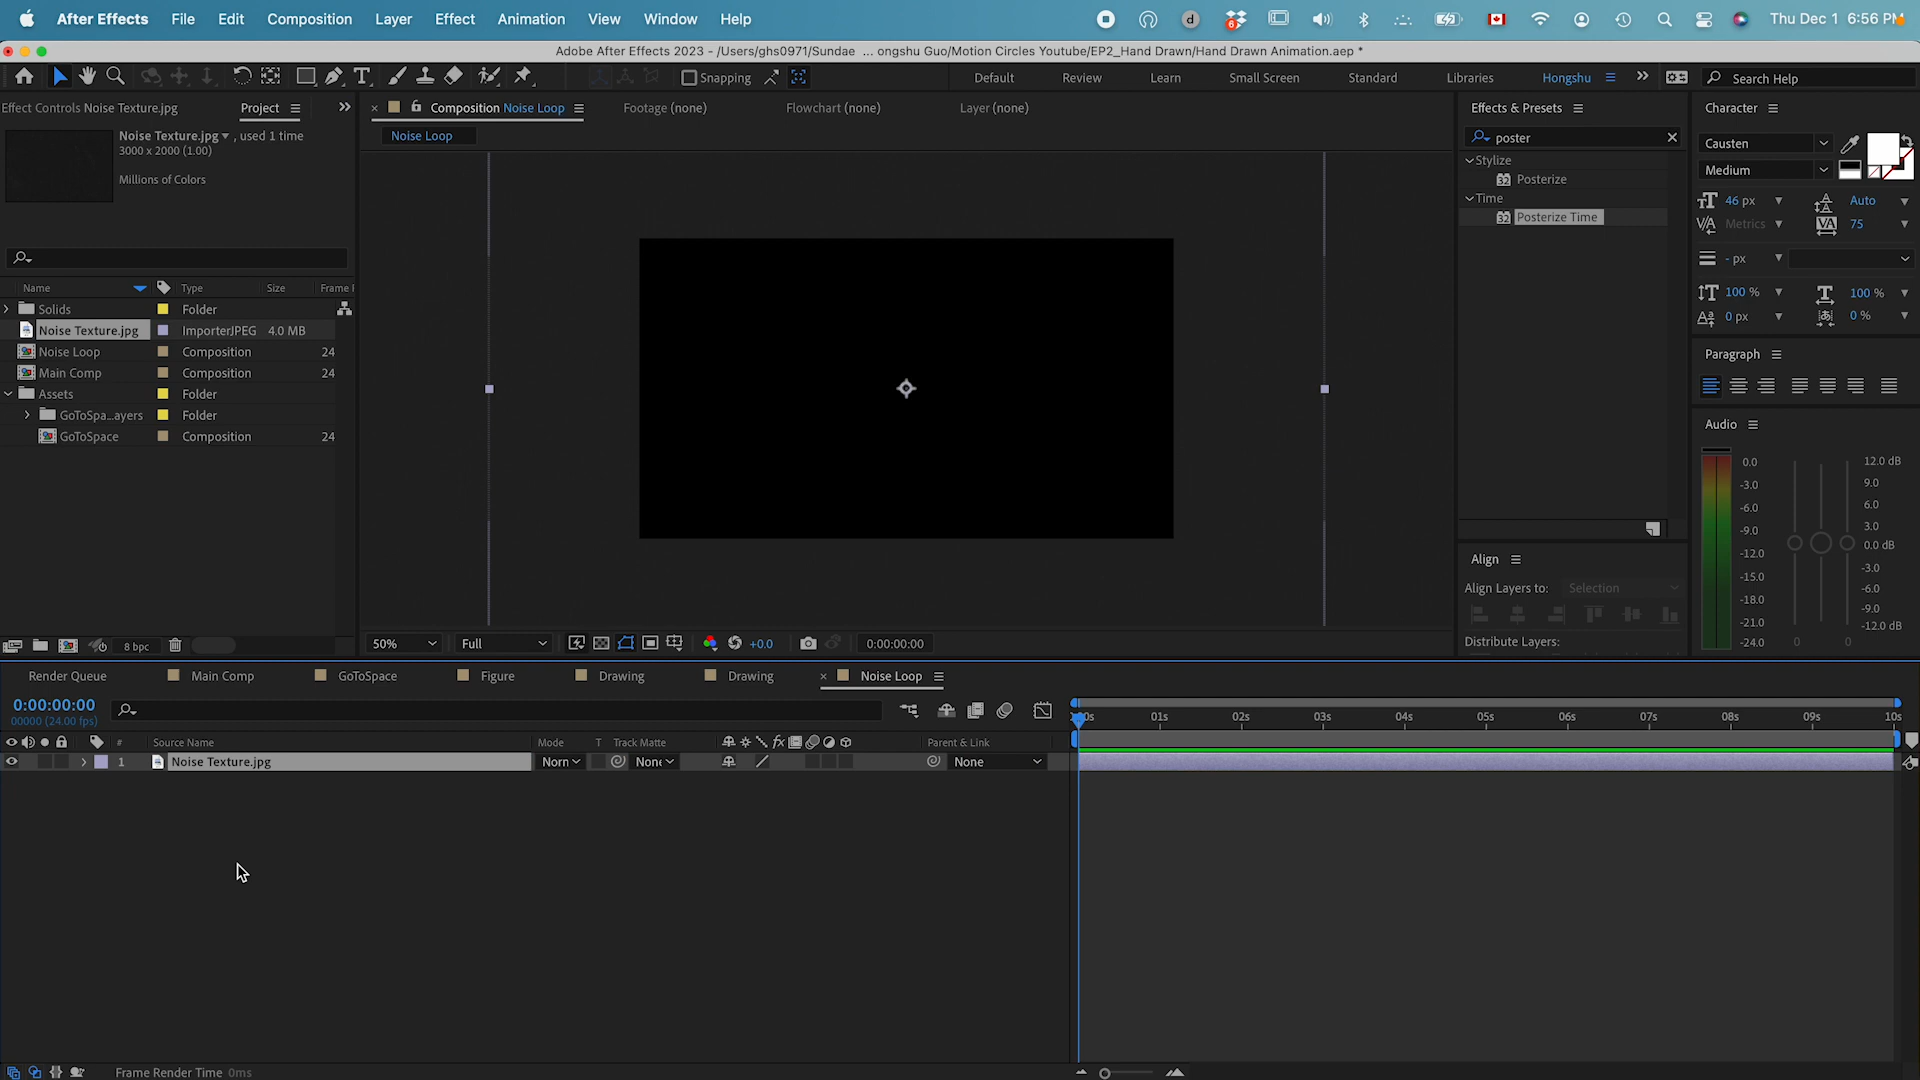 After Effects File Edit Composition Layer Effect Animation View Window Help Thu Dec 1 6:56 PM
Adobe After Effects 2023 - /Users/ghs0971/Sundae ... ongshu Guo/Motion Circles Youtube/EP2_Hand Drawn/Hand Drawn Animation.aep *
Snapping Default Review Learn Small Screen Standard Libraries Hongshu Search Help
Effect Controls Noise Texture.jpg Project
Noise Texture.jpg , used 1 time
3000 x 2000 (1.00)
Millions of Colors
Name Type Size Frame
Solids Folder
Noise Texture.jpg ImporterJPEG 4.0 MB
Noise Loop Composition 24
Main Comp Composition 24
Assets Folder
GoToSpa...ayers Folder
GoToSpace Composition 24
8 bpc
Composition Noise Loop Footage (none) Flowchart (none) Layer (none)
Noise Loop
50% Full +0.0 0:00:00:00
Effects & Presets
poster
Stylize
32 Posterize
Time
32 Posterize Time
Align
Align Layers to: Selection
Distribute Layers:
Character
Causten
Medium
46 px Auto
Metrics 75
- px
100 % 100 %
0 px 0 %
Paragraph
Audio
0.0 12.0 dB
-3.0 9.0
-6.0 6.0
-9.0 3.0
-12.0 0.0 dB
-15.0 -3.0
-18.0 -6.0
-21.0 -9.0
-24.0 0 0 -12.0 dB
Render Queue Main Comp GoToSpace Figure Drawing Drawing Noise Loop
0:00:00:00
00000 (24.00 fps)
01s 02s 03s 04s 05s 06s 07s 08s 09s 10s
# Source Name Mode T Track Matte fx Parent & Link
1 Noise Texture.jpg Norn None None
Frame Render Time 0ms